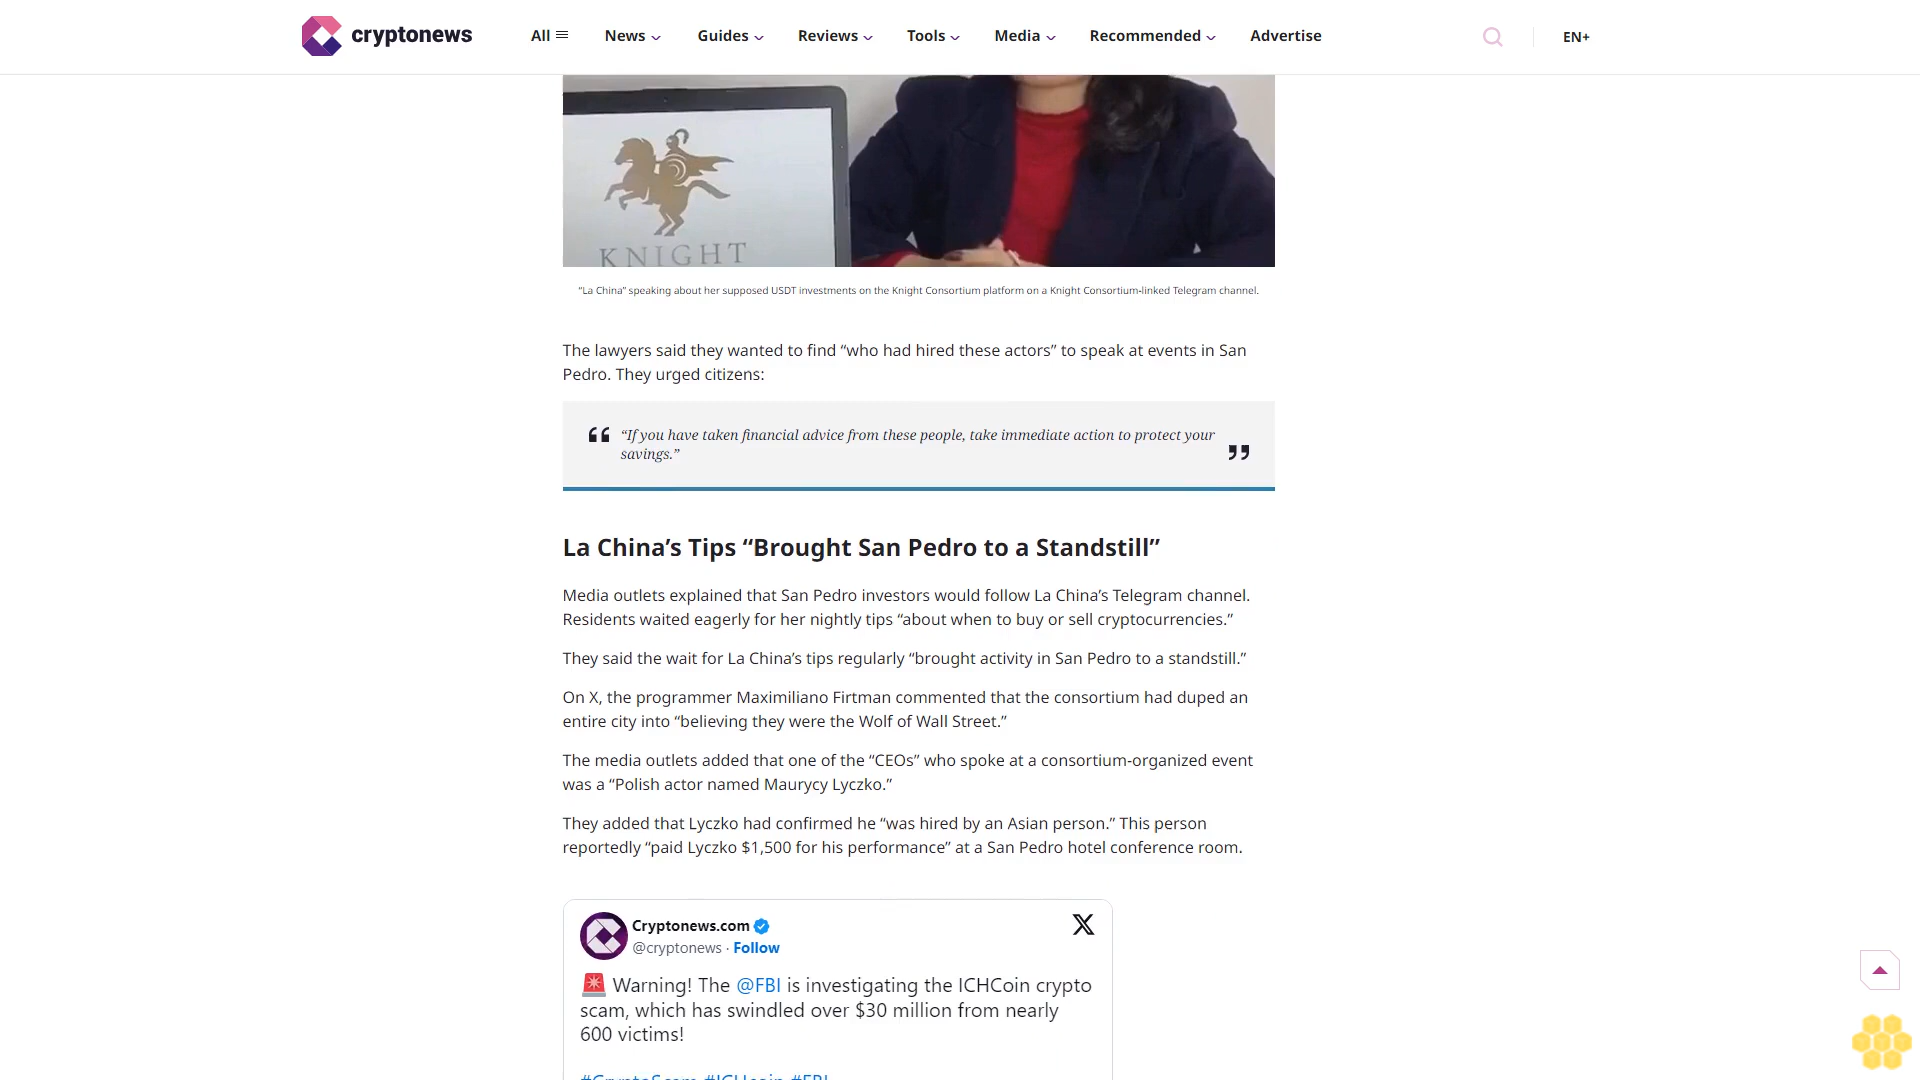 cryptonews
All News Guides Reviews Tools Media Recommended Advertise EN+
KNIGHT
“La China” speaking about her supposed USDT investments on the Knight Consortium platform on a Knight Consortium-linked Telegram channel.
The lawyers said they wanted to find “who had hired these actors” to speak at events in San
Pedro. They urged citizens:
“If you have taken financial advice from these people, take immediate action to protect your
savings.”
La China’s Tips “Brought San Pedro to a Standstill”
Media outlets explained that San Pedro investors would follow La China’s Telegram channel.
Residents waited eagerly for her nightly tips “about when to buy or sell cryptocurrencies.”
They said the wait for La China’s tips regularly “brought activity in San Pedro to a standstill.”
On X, the programmer Maximiliano Firtman commented that the consortium had duped an
entire city into “believing they were the Wolf of Wall Street.”
The media outlets added that one of the “CEOs” who spoke at a consortium-organized event
was a “Polish actor named Maurycy Lyczko.”
They added that Lyczko had confirmed he “was hired by an Asian person.” This person
reportedly “paid Lyczko $1,500 for his performance” at a San Pedro hotel conference room.
Cryptonews.com
@cryptonews · Follow
🚨 Warning! The @FBI is investigating the ICHCoin crypto
scam, which has swindled over $30 million from nearly
600 victims!
#CryptoScam #ICHcoin #FBI